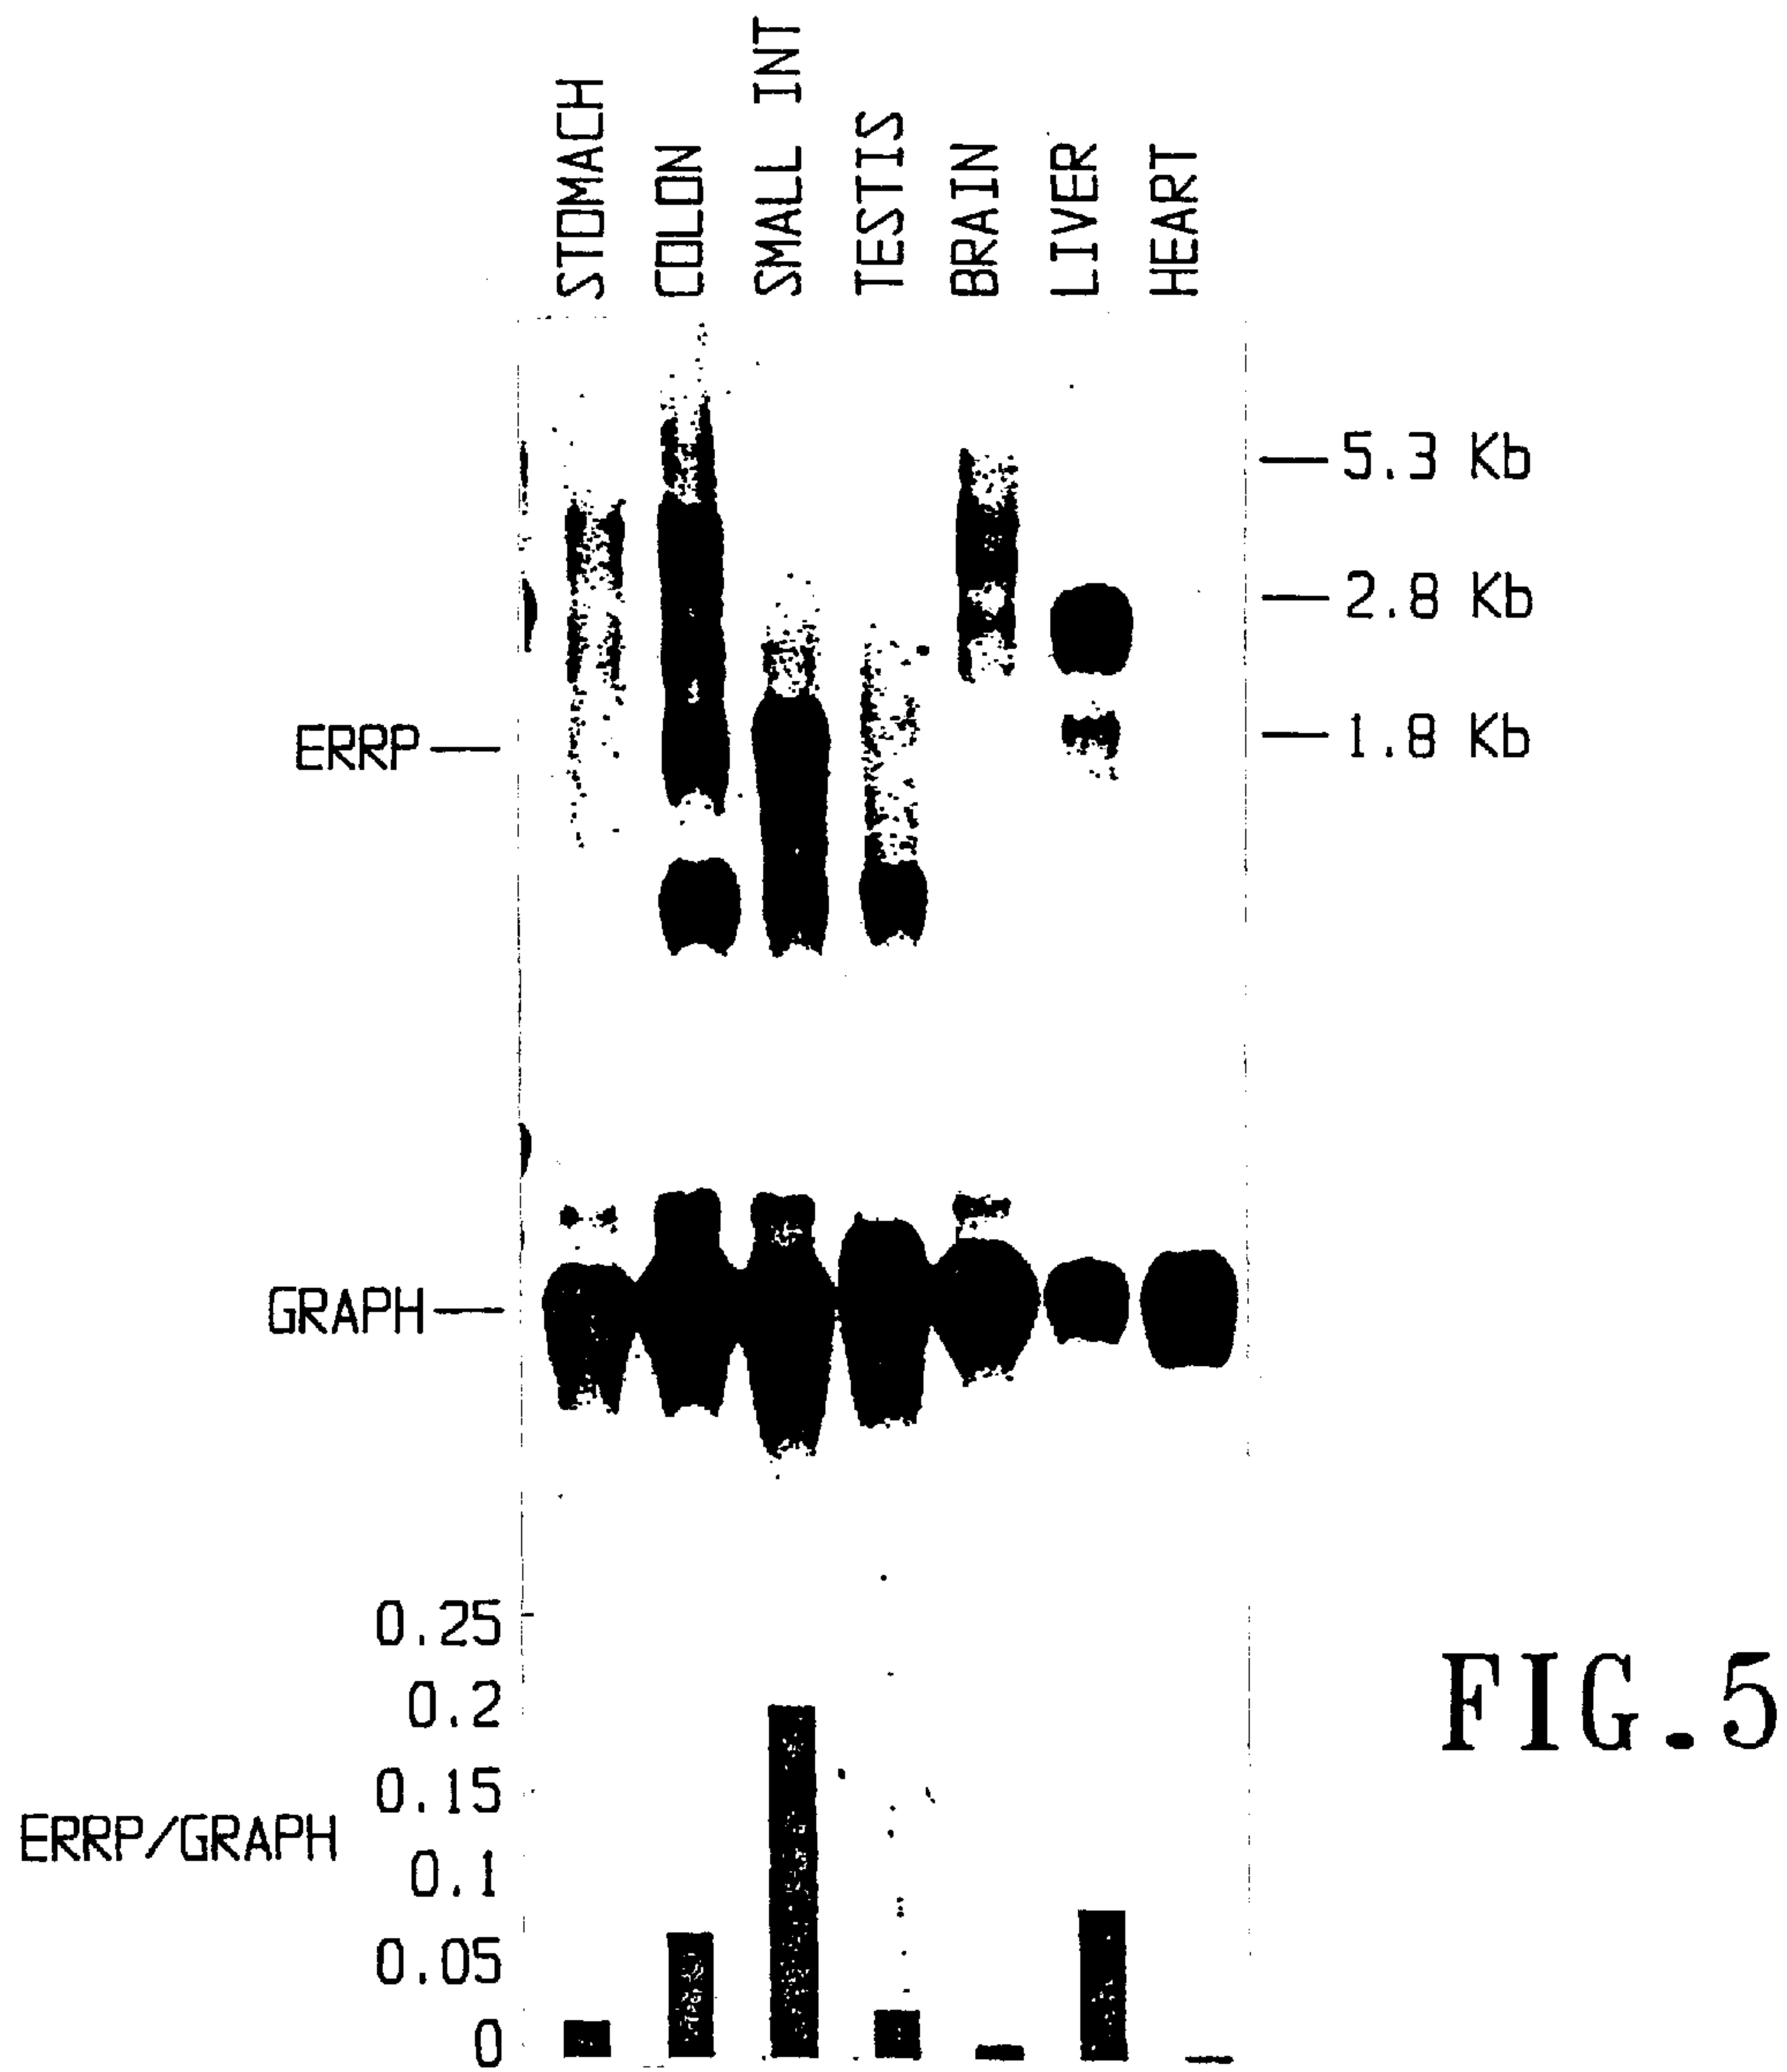 STOMACH
COLON
SMALL INT
TESTIS
BRAIN
LIVER
HEART
5.3 Kb
2.8 Kb
ERRP
1.8 Kb
GRAPH
0.25
0.2
0.15
ERRP/GRAPH
0.1
0.05
0
FIG.5